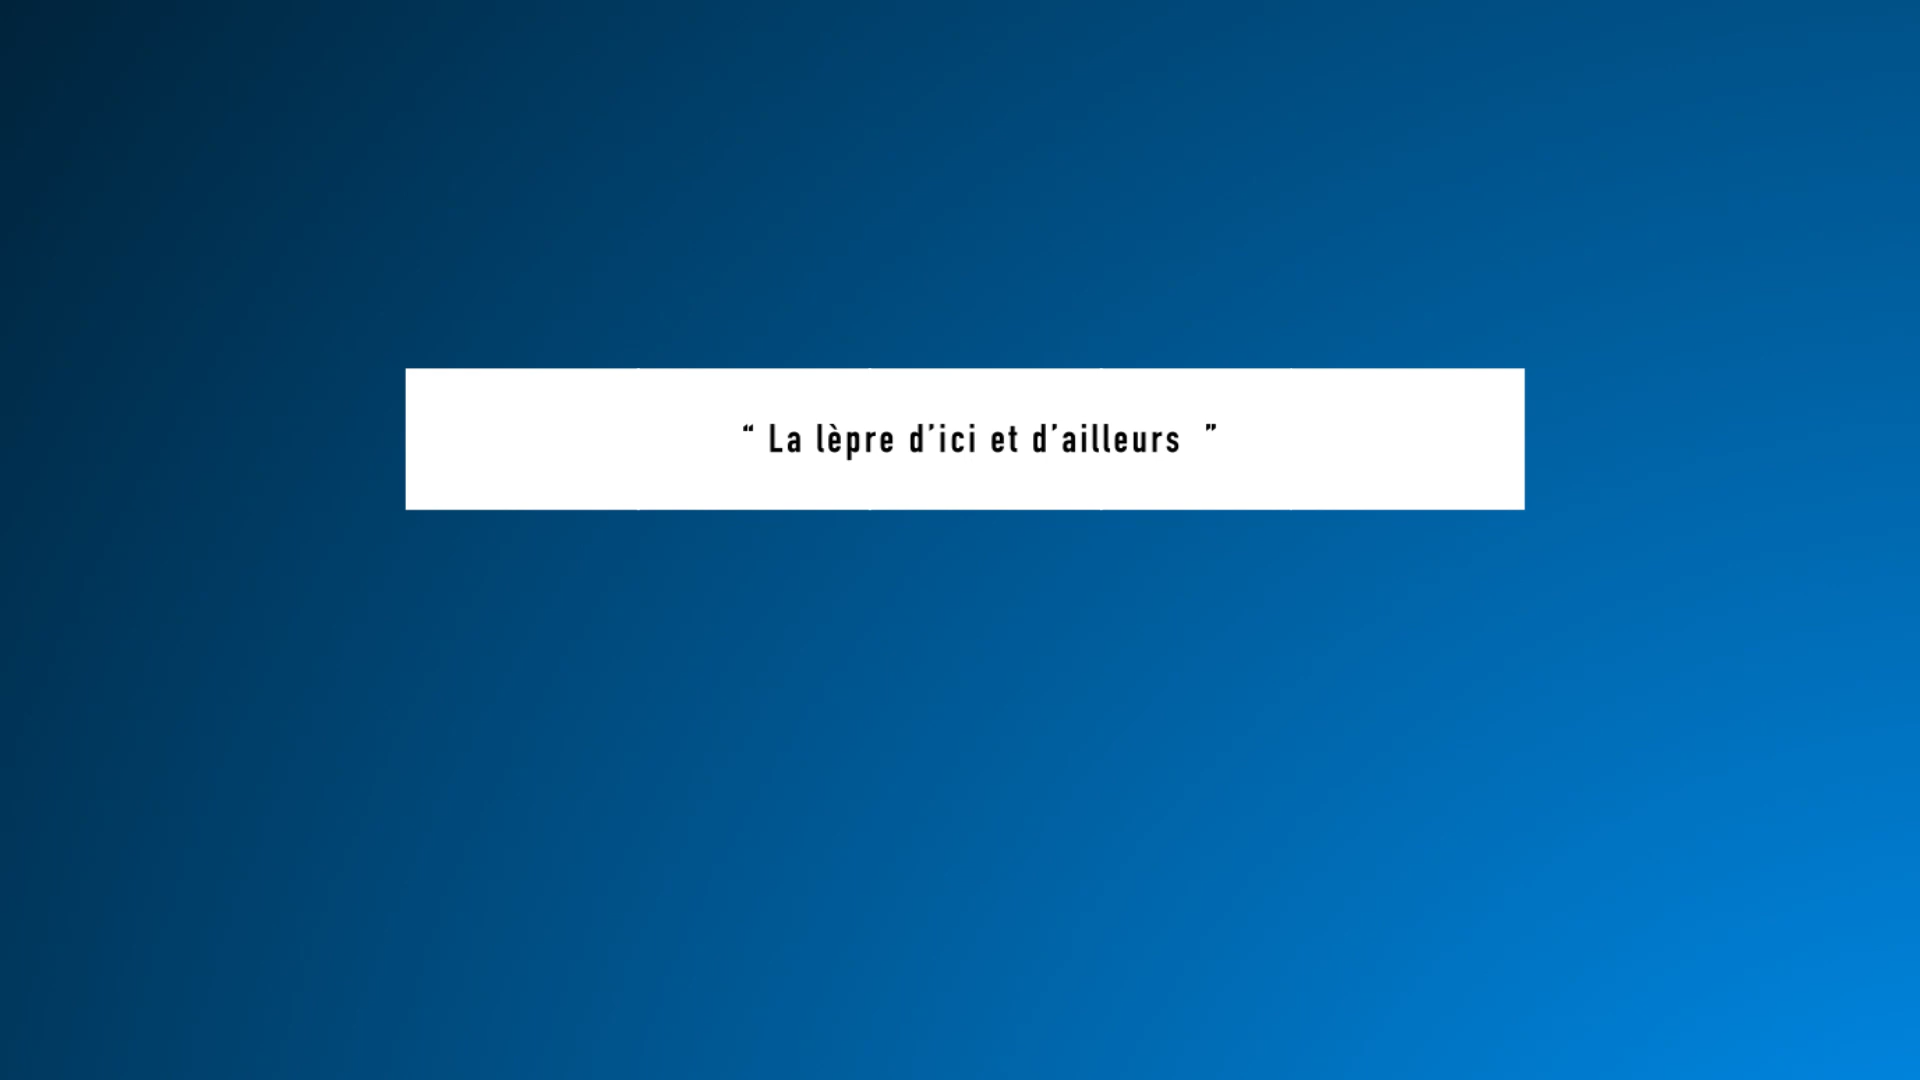 “ La lèpre d’ici et d’ailleurs ”